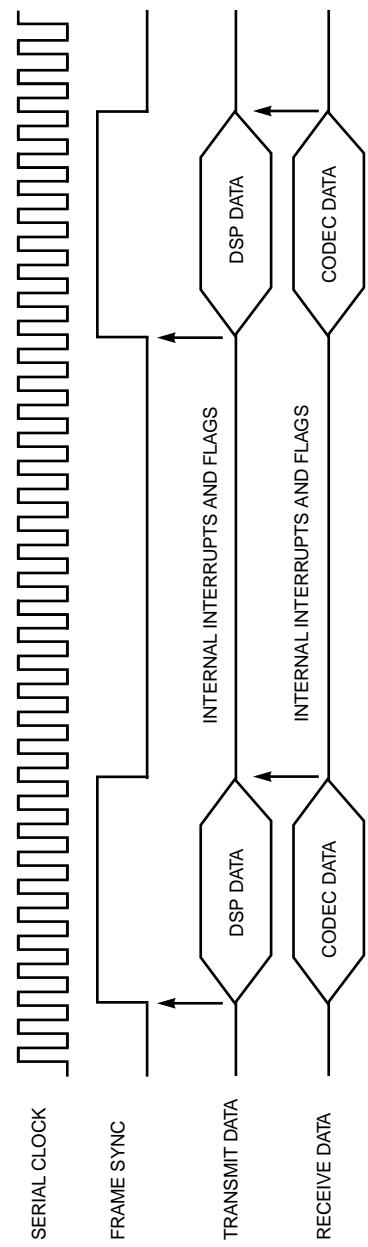 SERIAL CLOCK
FRAME SYNC
TRANSMIT DATA
DSP DATA
INTERNAL INTERRUPTS AND FLAGS
DSP DATA
RECEIVE DATA
CODEC DATA
INTERNAL INTERRUPTS AND FLAGS
CODEC DATA